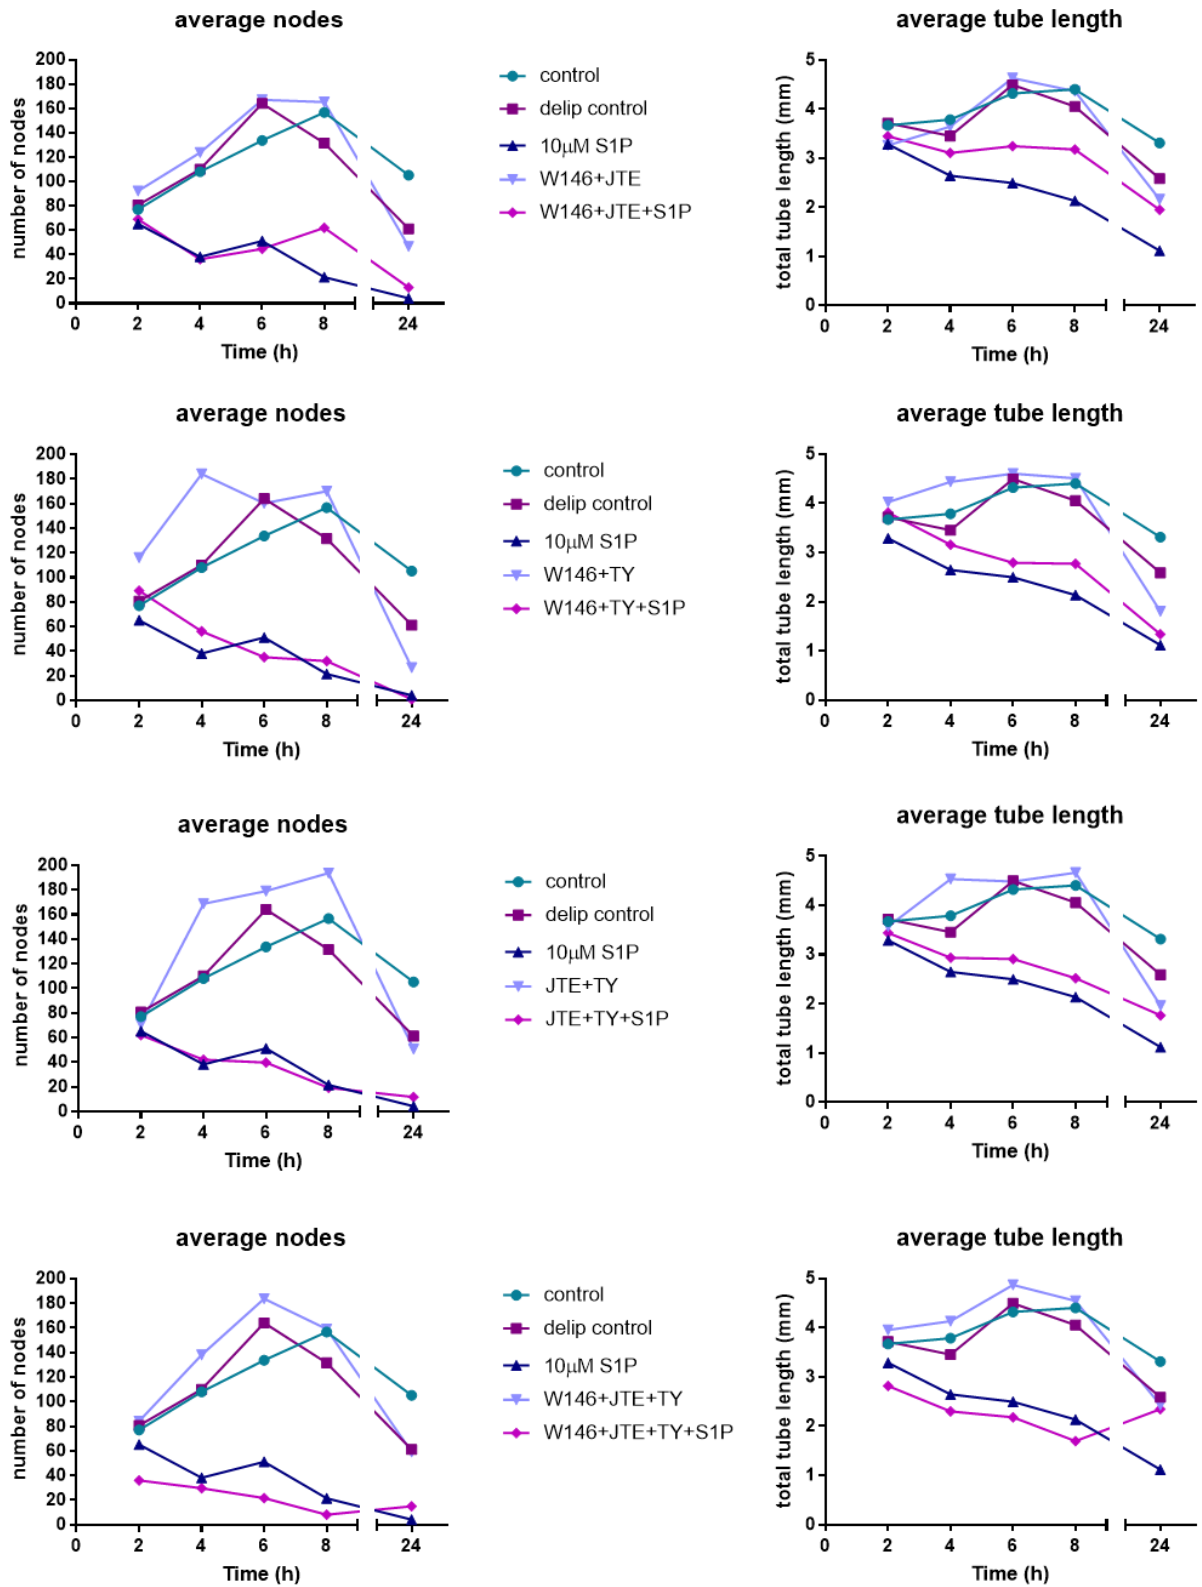 average nodes
number of nodes
200
180
160
140
120
100
80
60
40
20
0
0 2 4 6 8 24
Time (h)
control
delip control
10µM S1P
W146+JTE
W146+JTE+S1P
average tube length
total tube length (mm)
5
4
3
2
1
0
0 2 4 6 8 24
Time (h)
average nodes
number of nodes
200
180
160
140
120
100
80
60
40
20
0
0 2 4 6 8 24
Time (h)
control
delip control
10µM S1P
W146+TY
W146+TY+S1P
average tube length
total tube length (mm)
5
4
3
2
1
0
0 2 4 6 8 24
Time (h)
average nodes
number of nodes
200
180
160
140
120
100
80
60
40
20
0
0 2 4 6 8 24
Time (h)
control
delip control
10µM S1P
JTE+TY
JTE+TY+S1P
average tube length
total tube length (mm)
5
4
3
2
1
0
0 2 4 6 8 24
Time (h)
average nodes
number of nodes
200
180
160
140
120
100
80
60
40
20
0
0 2 4 6 8 24
Time (h)
control
delip control
10µM S1P
W146+JTE+TY
W146+JTE+TY+S1P
average tube length
total tube length (mm)
5
4
3
2
1
0
0 2 4 6 8 24
Time (h)